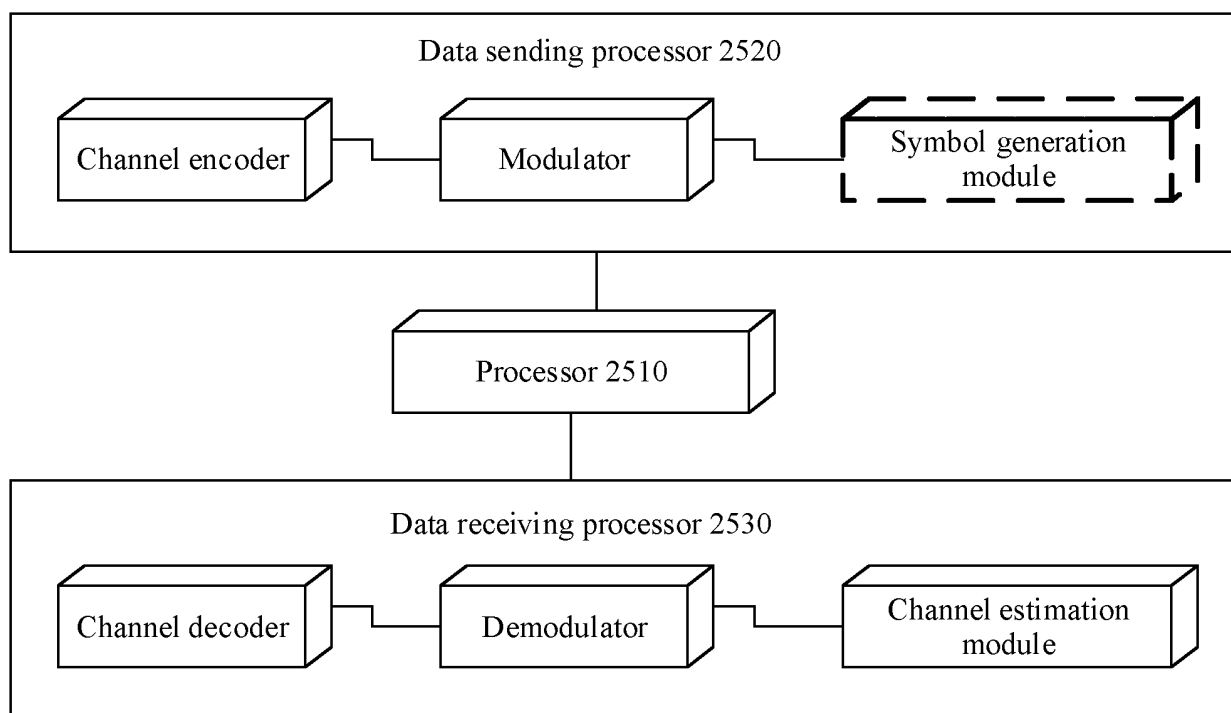 Data sending processor 2520
Channel encoder
Modulator
Symbol generation
module
Processor 2510
Data receiving processor 2530
Channel decoder
Demodulator
Channel estimation
module